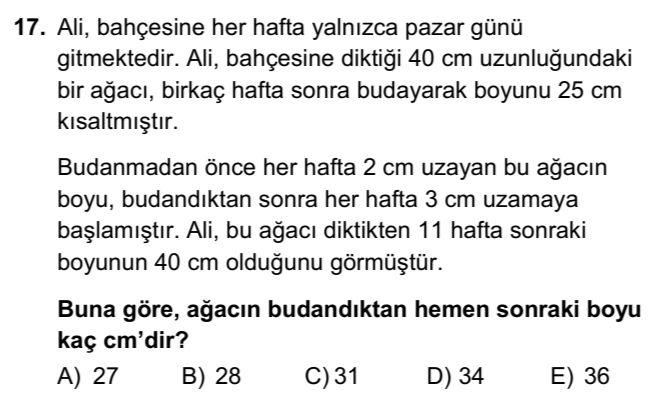 17. Ali, bahçesine her hafta yalnızca pazar günü
gitmektedir. Ali, bahçesine diktiği 40 cm uzunluğundaki
bir ağacı, birkaç hafta sonra budayarak boyunu 25 cm
kısaltmıştır.
Budanmadan önce her hafta 2 cm uzayan bu ağacın
boyu, budandıktan sonra her hafta 3 cm uzamaya
başlamıştır. Ali, bu ağacı diktikten 11 hafta sonraki
boyunun 40 cm olduğunu görmüştür.
Buna göre, ağacın budandıktan hemen sonraki boyu
kaç cm'dir?
A) 27 B) 28 C) 31 D) 34 E) 36